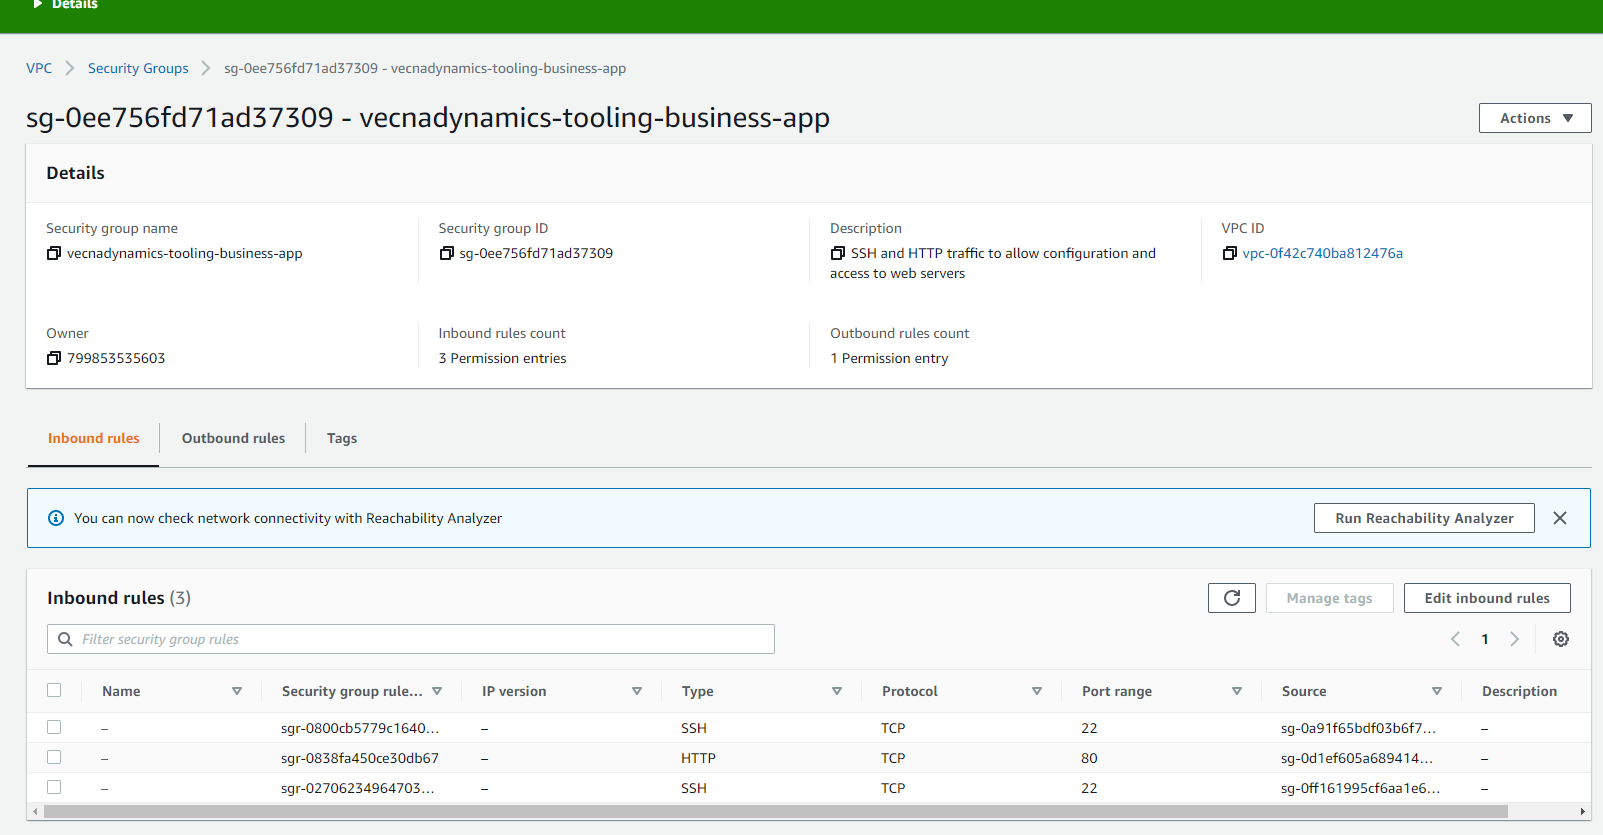 Details
VPC > Security Groups > sg-0ee756fd71ad37309 - vecnadynamics-tooling-business-app
sg-0ee756fd71ad37309 - vecnadynamics-tooling-business-app
Actions
Details
Security group name
vecnadynamics-tooling-business-app
Security group ID
sg-0ee756fd71ad37309
Description
SSH and HTTP traffic to allow configuration and
access to web servers
VPC ID
vpc-0f42c740ba812476a
Owner
799853535603
Inbound rules count
3 Permission entries
Outbound rules count
1 Permission entry
Inbound rules
Outbound rules
Tags
You can now check network connectivity with Reachability Analyzer
Run Reachability Analyzer
Inbound rules (3)
Manage tags
Edit inbound rules
Filter security group rules
1
Name Security group rule... IP version Type Protocol Port range Source Description
– sgr-0800cb5779c1640... – SSH TCP 22 sg-0a91f65bdf03b6f7... –
– sgr-0838fa450ce30db67 – HTTP TCP 80 sg-0d1ef605a689414... –
– sgr-02706234964703... – SSH TCP 22 sg-0ff161995cf6aa1e6... –